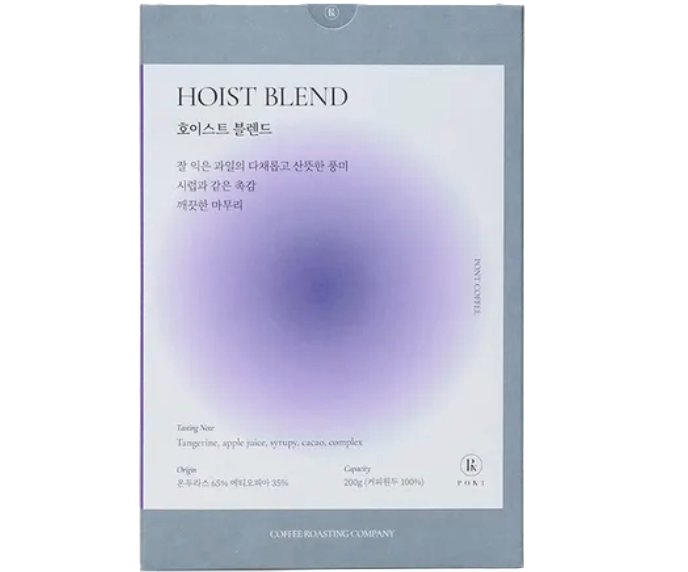 HOIST BLEND
호이스트 블렌드
잘 익은 과일의 다채롭고 산뜻한 풍미
시럽과 같은 촉감
깨끗한 마무리
PONT COFFEE
Tasting Note
Tangerine, apple juice, syrupy, cacao, complex
Origin
온두라스 65% 에티오피아 35%
Capacity
200g (커피원두 100%)
PONT
COFFEE ROASTING COMPANY